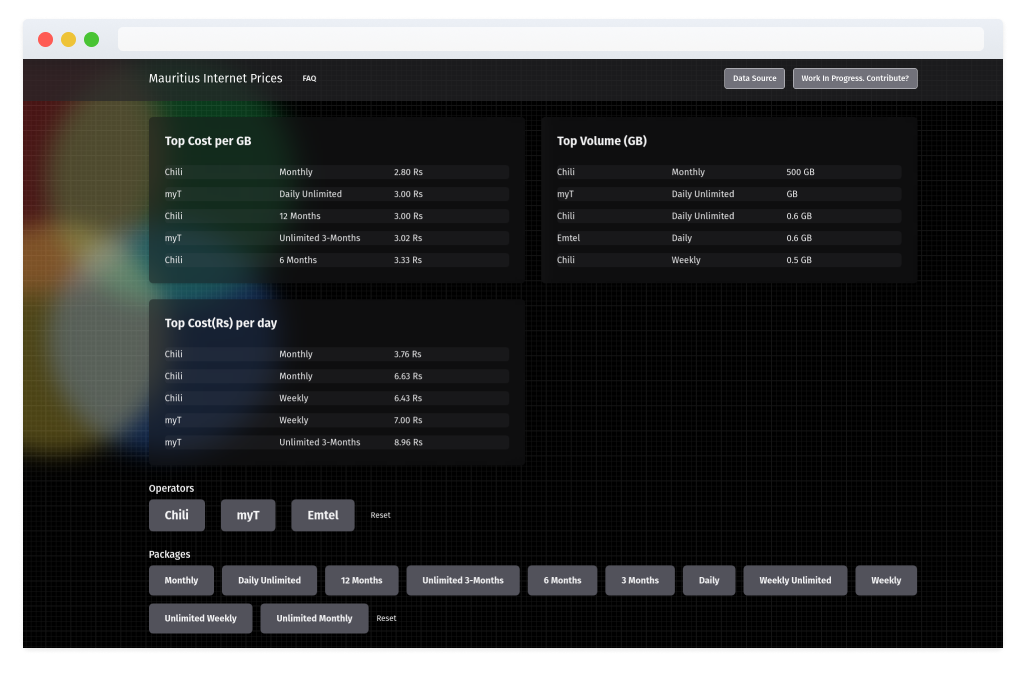 Mauritius Internet Prices FAQ Data Source Work In Progress. Contribute?
Top Cost per GB
Chili Monthly 2.80 Rs
myT Daily Unlimited 3.00 Rs
Chili 12 Months 3.00 Rs
myT Unlimited 3-Months 3.02 Rs
Chili 6 Months 3.33 Rs
Top Volume (GB)
Chili Monthly 500 GB
myT Daily Unlimited GB
Chili Daily Unlimited 0.6 GB
Emtel Daily 0.6 GB
Chili Weekly 0.5 GB
Top Cost(Rs) per day
Chili Monthly 3.76 Rs
Chili Monthly 6.63 Rs
Chili Weekly 6.43 Rs
myT Weekly 7.00 Rs
myT Unlimited 3-Months 8.96 Rs
Operators
Chili myT Emtel Reset
Packages
Monthly Daily Unlimited 12 Months Unlimited 3-Months 6 Months 3 Months Daily Weekly Unlimited Weekly
Unlimited Weekly Unlimited Monthly Reset